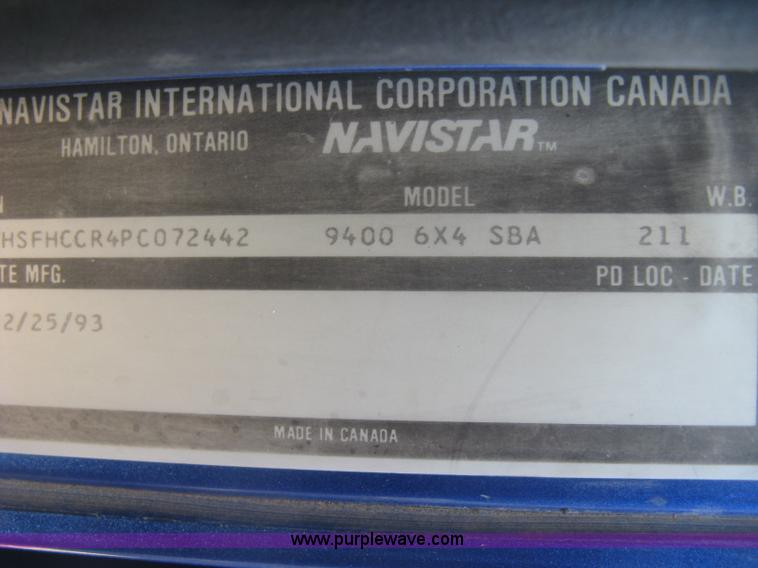 NAVISTAR INTERNATIONAL CORPORATION CANADA
HAMILTON, ONTARIO NAVISTAR™
N MODEL W.B.
HSFHCCR4PC072442 9400 6X4 SBA 211
TE MFG. PD LOC - DATE
2/25/93
MADE IN CANADA
www.purplewave.com